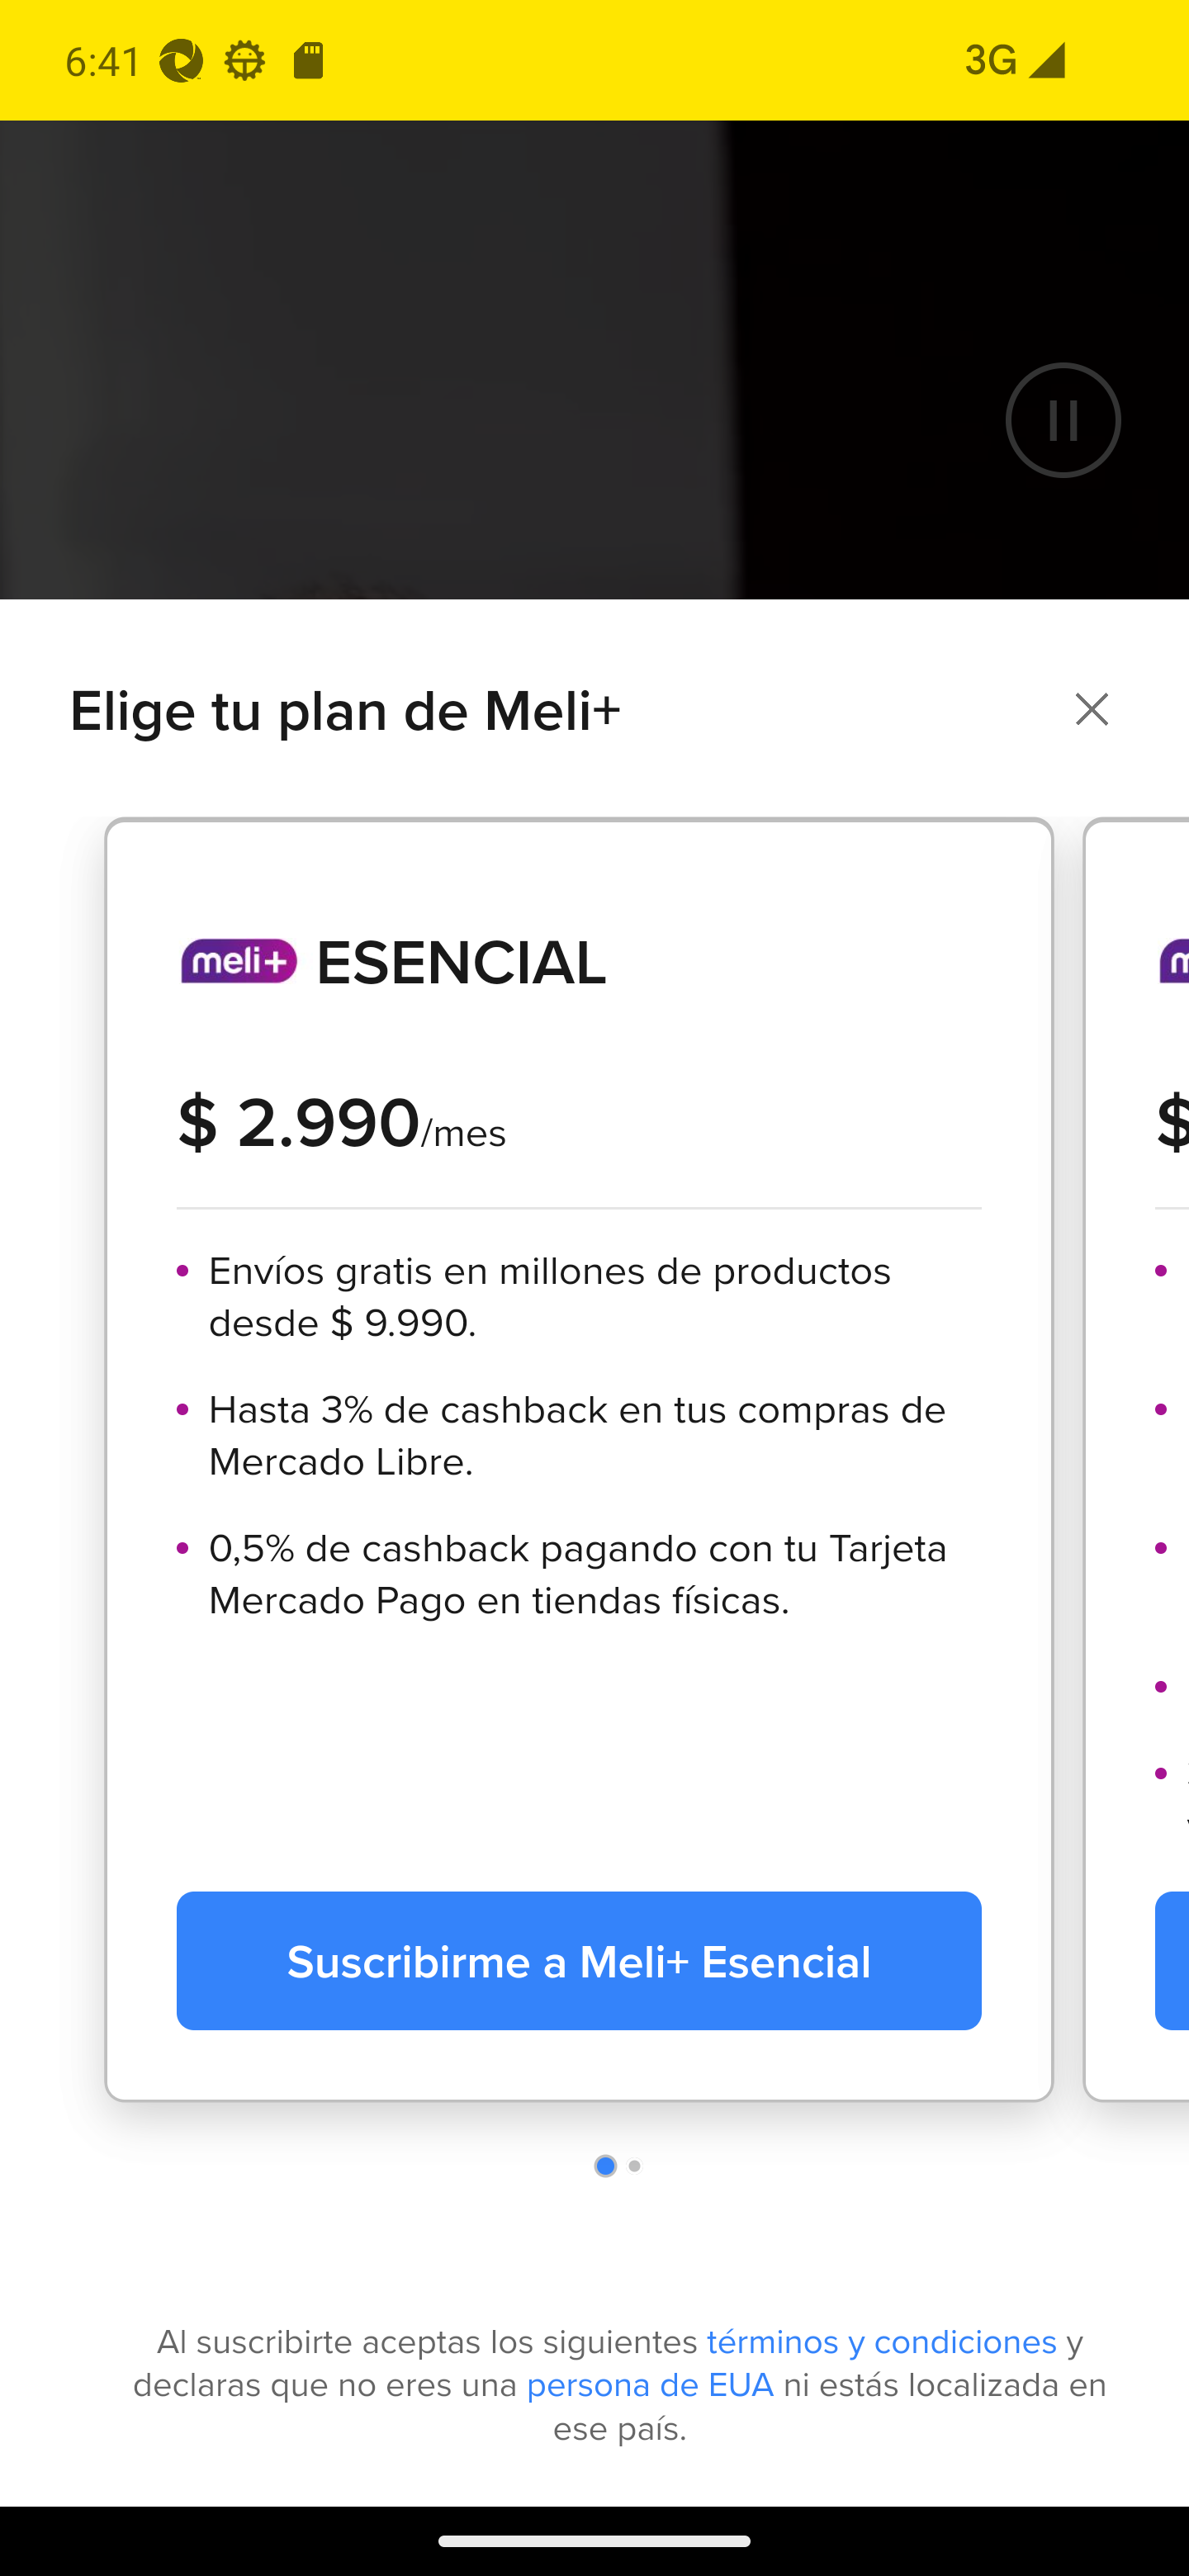 6:41
3G
Elige tu plan de Meli+
meli+ ESENCIAL
$ 2.990/mes
$
• Envíos gratis en millones de productos
desde $ 9.990.
• Hasta 3% de cashback en tus compras de
Mercado Libre.
• 0,5% de cashback pagando con tu Tarjeta
Mercado Pago en tiendas físicas.
Suscribirme a Meli+ Esencial
Al suscribirte aceptas los siguientes términos y condiciones y
declaras que no eres una persona de EUA ni estás localizada en
ese país.